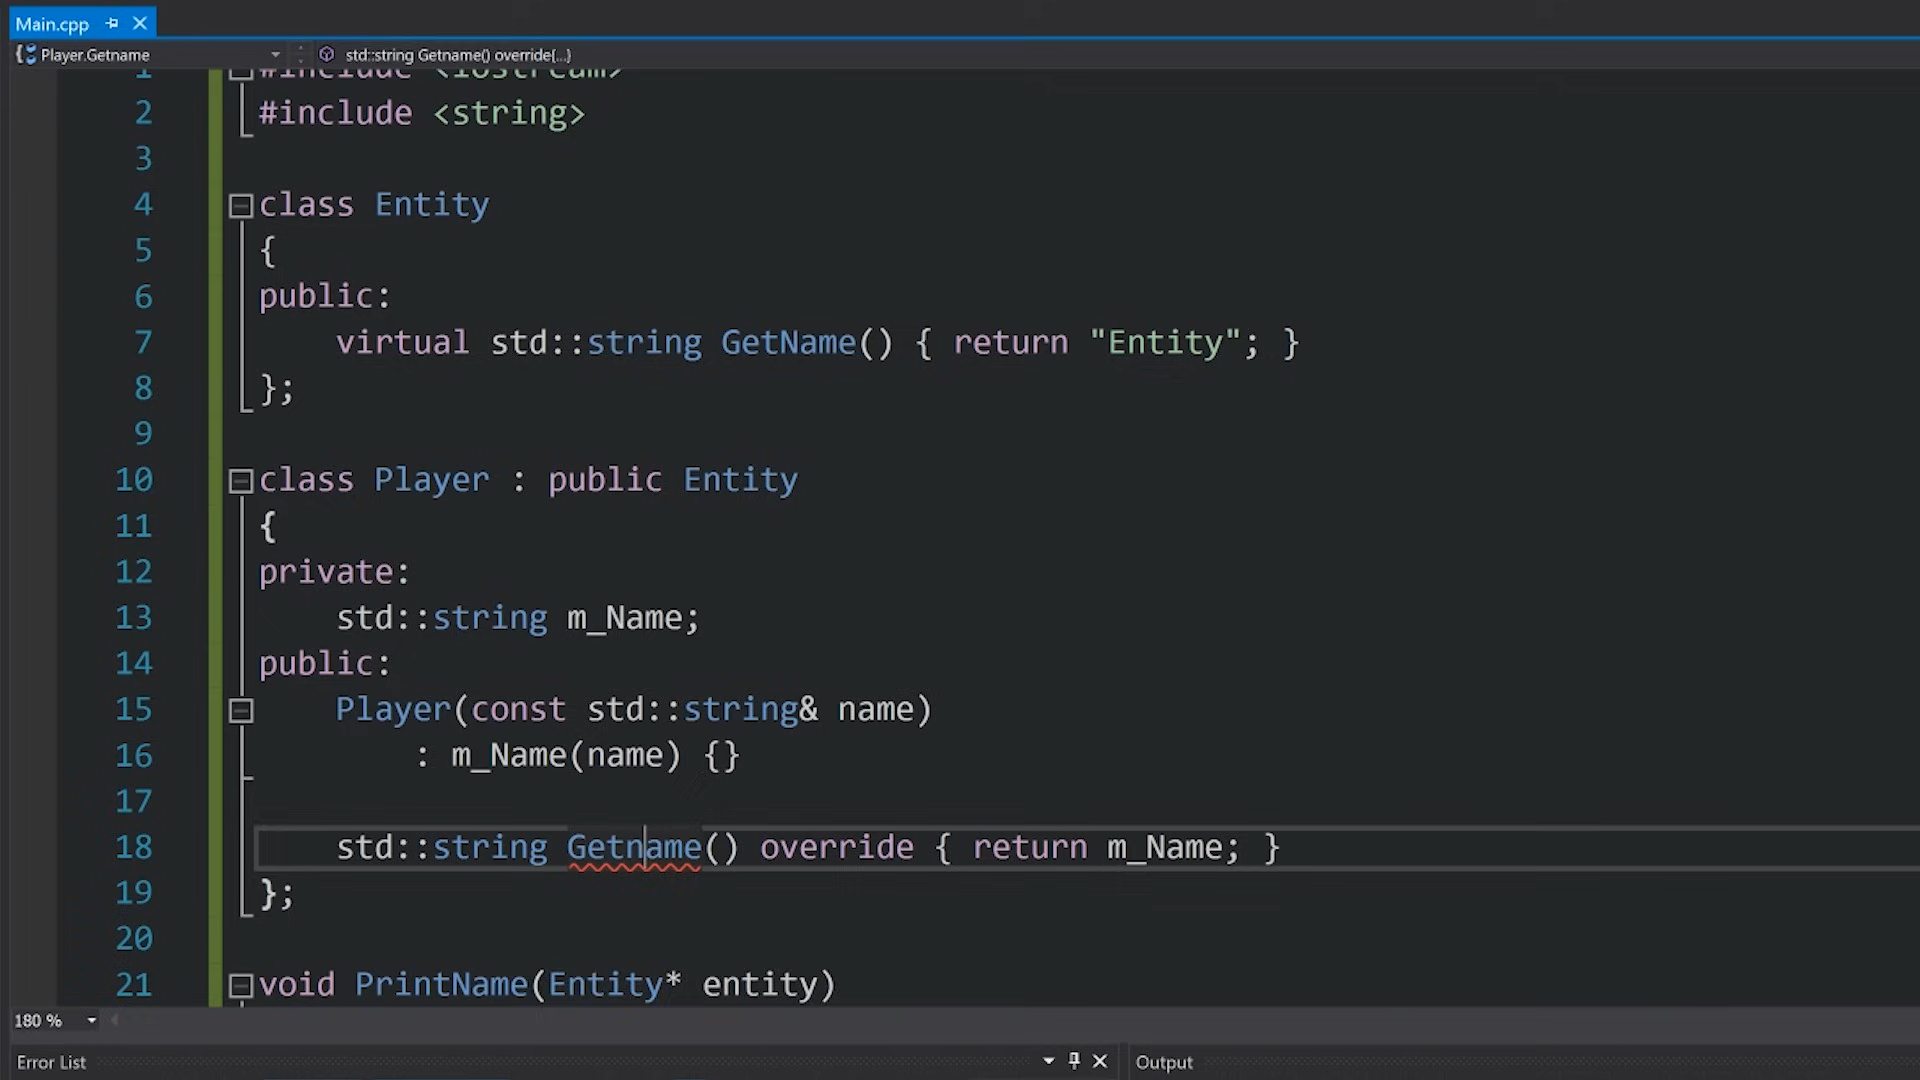 Main.cpp
Player.Getname std::string Getname() override{...}
1 #include <iostream>
2 #include <string>
3
4 class Entity
5 {
6 public:
7 virtual std::string GetName() { return "Entity"; }
8 };
9
10 class Player : public Entity
11 {
12 private:
13 std::string m_Name;
14 public:
15 Player(const std::string& name)
16 : m_Name(name) {}
17
18 std::string Getname() override { return m_Name; }
19 };
20
21 void PrintName(Entity* entity)
180 %
Error List Output